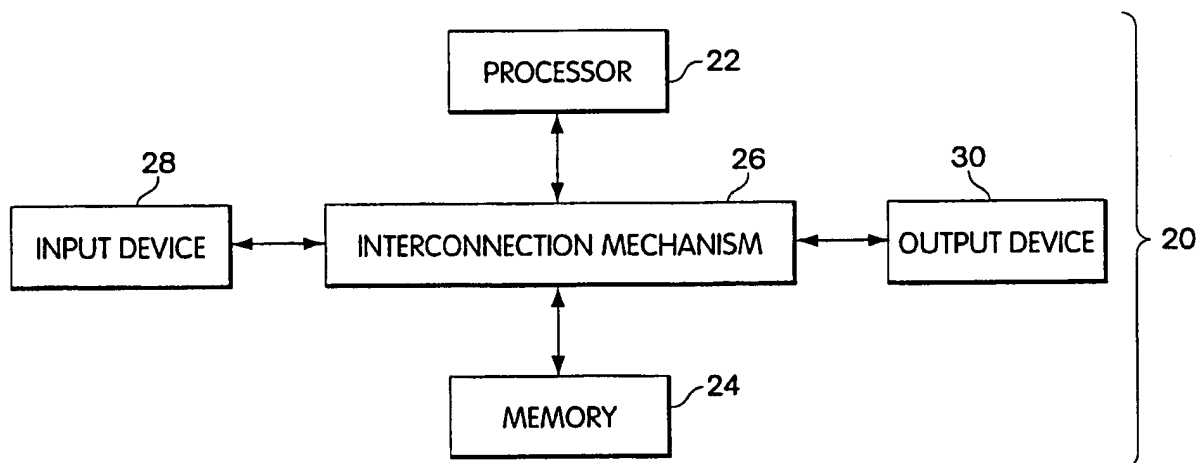 PROCESSOR
22
28
26
30
INPUT DEVICE
INTERCONNECTION MECHANISM
OUTPUT DEVICE
20
MEMORY
24